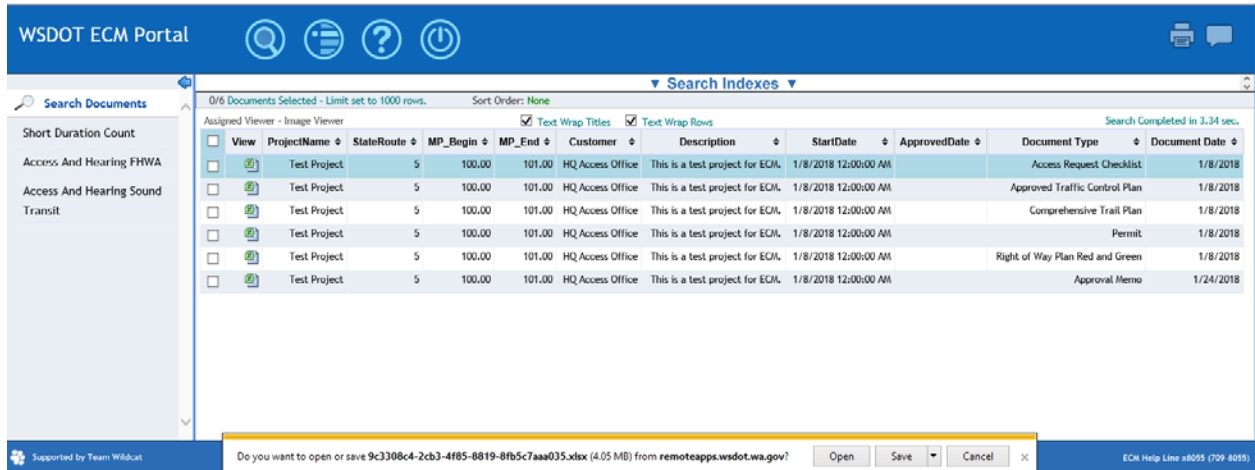 WSDOT ECM Portal
▼ Search Indexes ▼
Search Documents
0/6 Documents Selected - Limit set to 1000 rows. Sort Order: None
Assigned Viewer - Image Viewer Text Wrap Titles Text Wrap Rows Search Completed in 3.34 sec.
Short Duration Count
Access And Hearing FHWA
Access And Hearing Sound
Transit
View ProjectName StateRoute MP_Begin MP_End Customer Description StartDate ApprovedDate Document Type Document Date
Test Project 5 100.00 101.00 HQ Access Office This is a test project for ECM. 1/8/2018 12:00:00 AM Access Request Checklist 1/8/2018
Test Project 5 100.00 101.00 HQ Access Office This is a test project for ECM. 1/8/2018 12:00:00 AM Approved Traffic Control Plan 1/8/2018
Test Project 5 100.00 101.00 HQ Access Office This is a test project for ECM. 1/8/2018 12:00:00 AM Comprehensive Trail Plan 1/8/2018
Test Project 5 100.00 101.00 HQ Access Office This is a test project for ECM. 1/8/2018 12:00:00 AM Permit 1/8/2018
Test Project 5 100.00 101.00 HQ Access Office This is a test project for ECM. 1/8/2018 12:00:00 AM Right of Way Plan Red and Green 1/8/2018
Test Project 5 100.00 101.00 HQ Access Office This is a test project for ECM. 1/8/2018 12:00:00 AM Approval Memo 1/24/2018
Do you want to open or save 9c3308c4-2cb3-4f85-8819-8fb5c7aaa035.xlsx (4.05 MB) from remoteapps.wsdot.wa.gov? Open Save Cancel
Supported by Team Wildcat
ECM Help Line x8055 (709-8055)